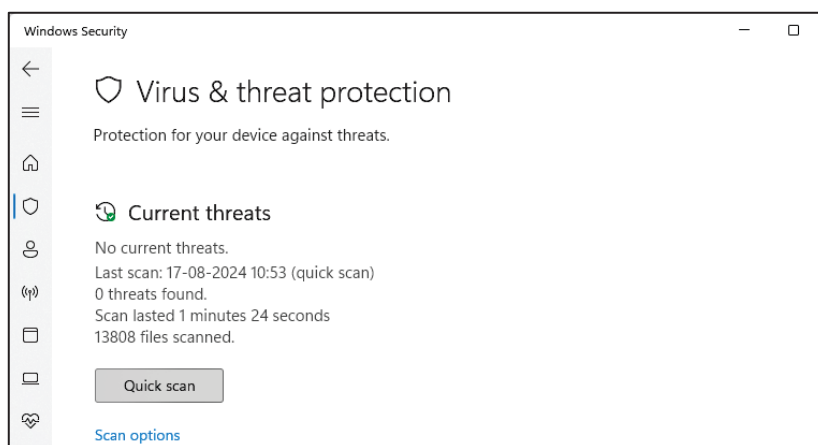 Windows Security
Virus & threat protection
Protection for your device against threats.
Current threats
No current threats.
Last scan: 17-08-2024 10:53 (quick scan)
0 threats found.
Scan lasted 1 minutes 24 seconds
13808 files scanned.
Quick scan
Scan options